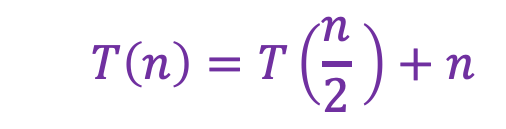 T(n) = T(n/2) + n